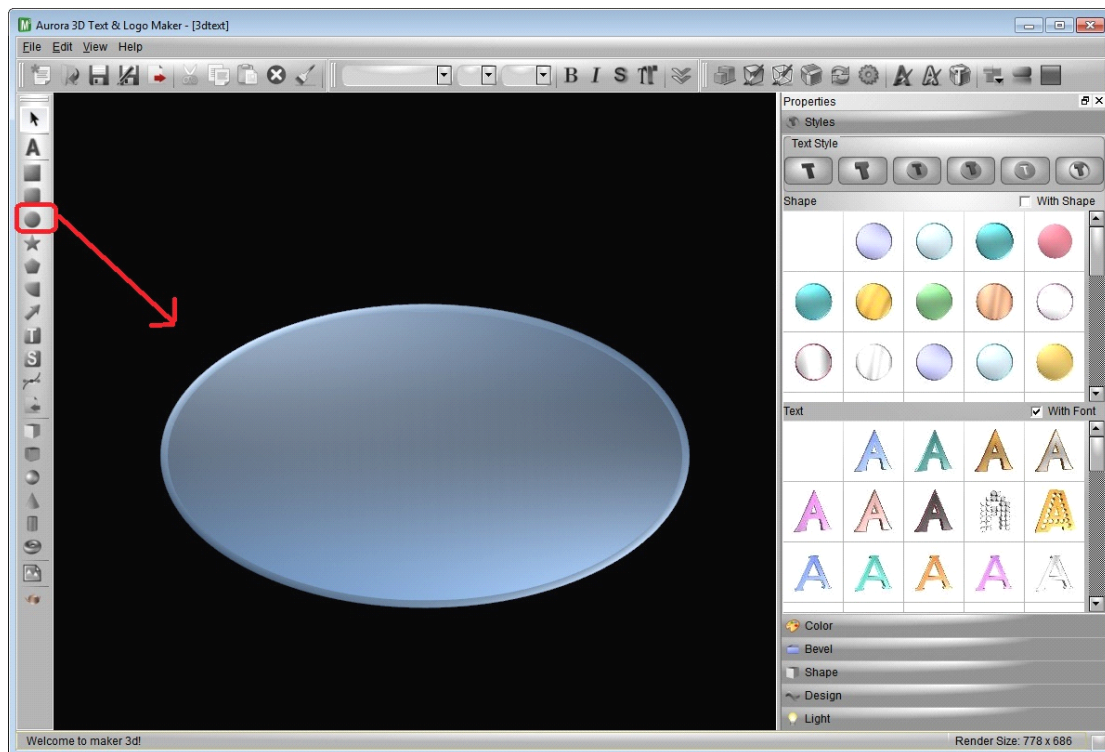 Aurora 3D Text & Logo Maker - [3dtext]
File Edit View Help
B I S T
Properties
A
Styles
Text Style
T T T T T T
Shape With Shape
T
S
Text With Font
A A A A
A A A A A
A A A A A
Color
Bevel
Shape
Design
Light
Welcome to maker 3d! Render Size: 778 x 686